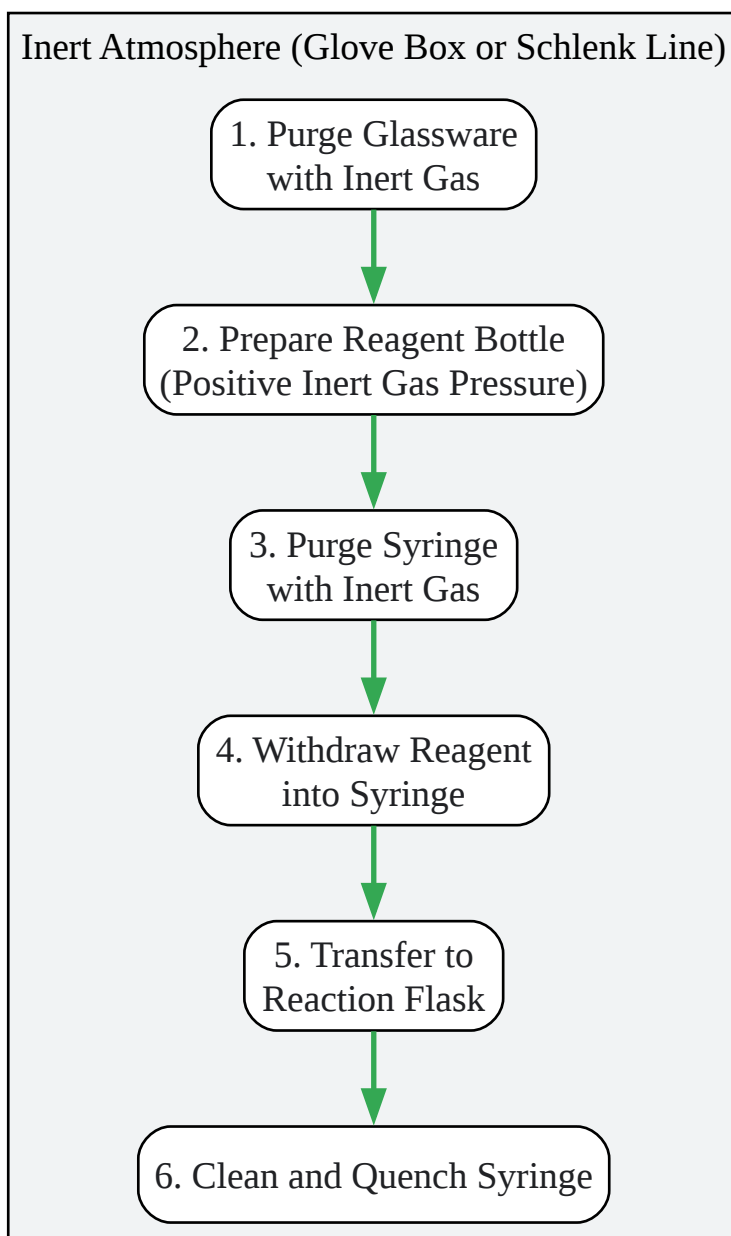 Inert Atmosphere (Glove Box or Schlenk Line)
1. Purge Glassware
with Inert Gas
2. Prepare Reagent Bottle
(Positive Inert Gas Pressure)
3. Purge Syringe
with Inert Gas
4. Withdraw Reagent
into Syringe
5. Transfer to
Reaction Flask
6. Clean and Quench Syringe